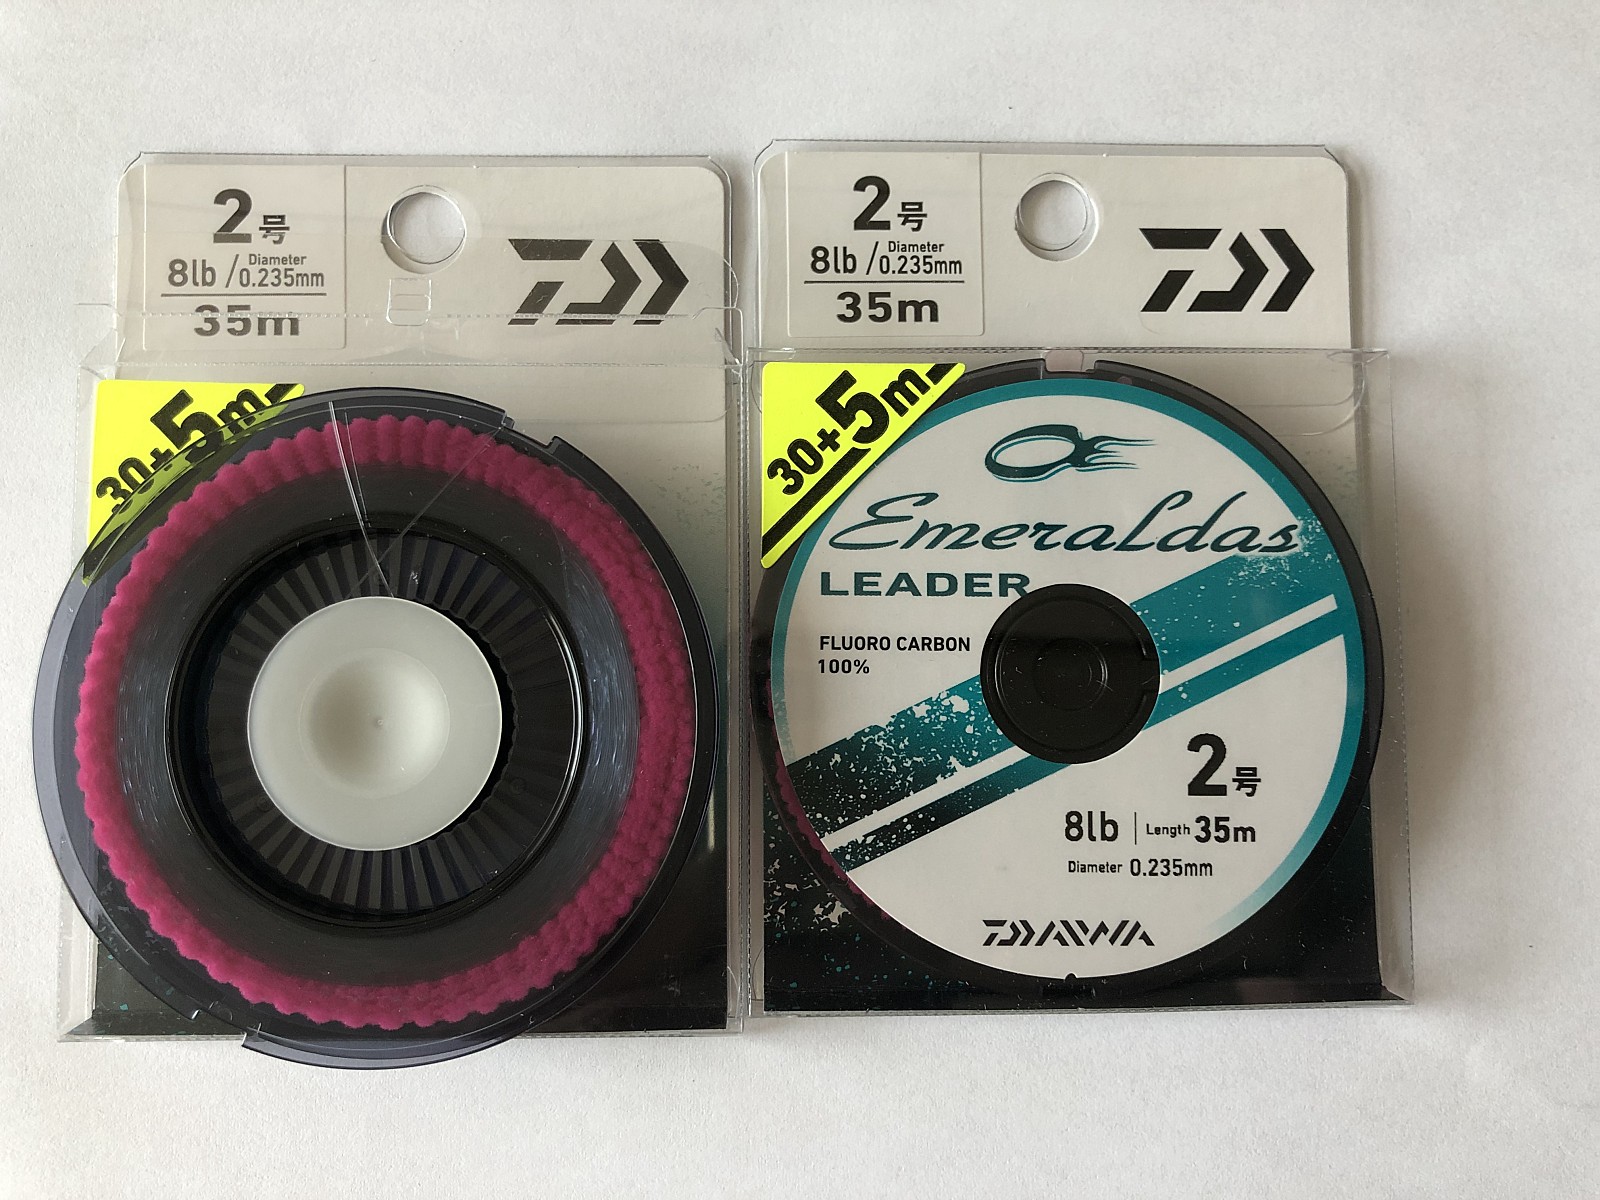 2号
8lb / Diameter 0.235mm
35m
30+5m
2号
8lb / Diameter 0.235mm
35m
30+5m
Emeraldas
LEADER
FLUORO CARBON
100%
2号
8lb | Length 35m
Diameter 0.235mm
DAIWA